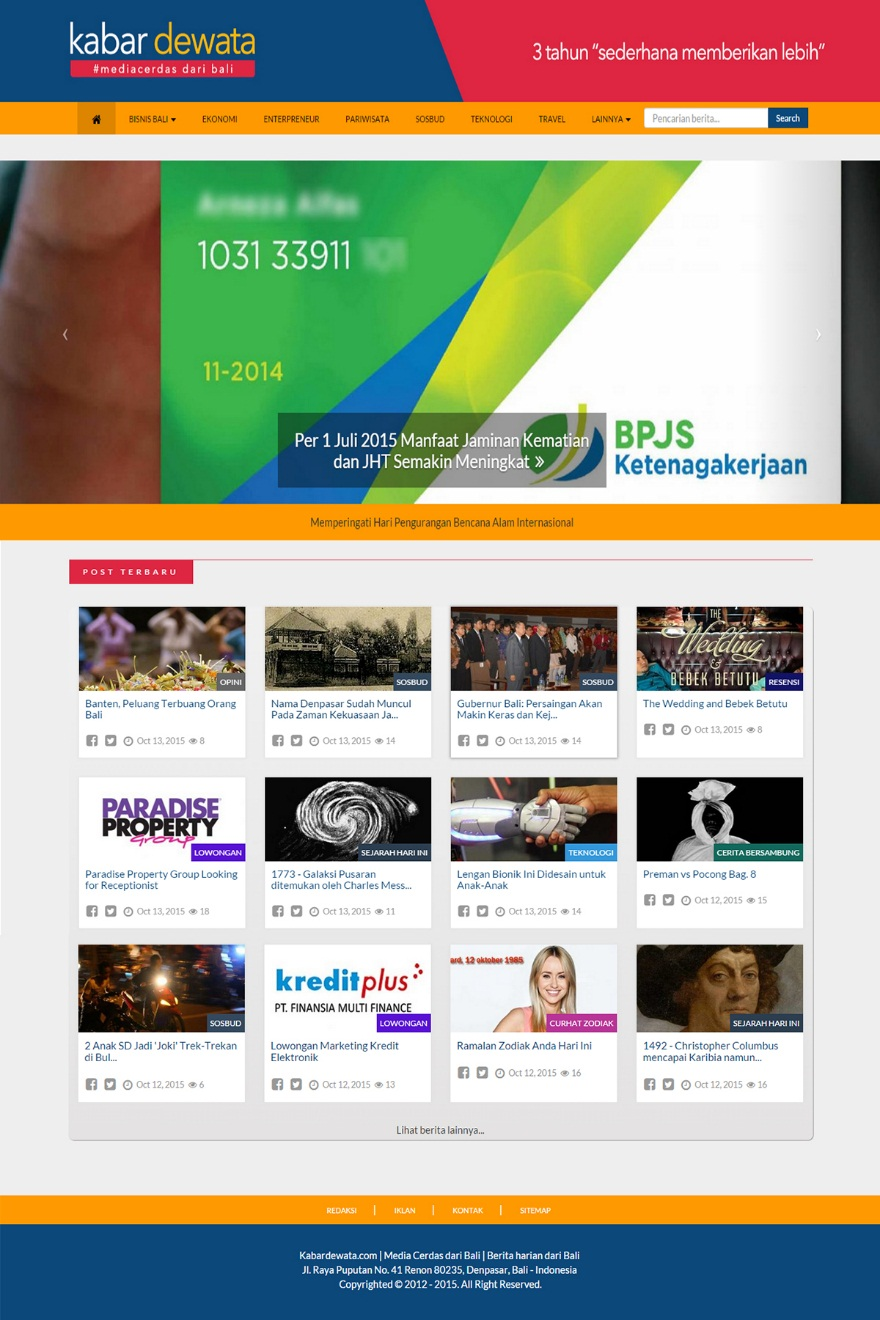 kabar dewata
#mediacerdas dari bali
3 tahun “sederhana memberikan lebih”
BISNIS BALI
EKONOMI
ENTERPRENEUR
PARIWISATA
SOSBUD
TEKNOLOGI
TRAVEL
LAINNYA
Pencarian berita...
Search
Arneza Alfas
1031 33911 101
11-2014
Per 1 Juli 2015 Manfaat Jaminan Kematian
dan JHT Semakin Meningkat »
BPJS
Ketenagakerjaan
Memperingati Hari Pengurangan Bencana Alam Internasional
POST TERBARU
OPINI
Banten, Peluang Terbuang Orang
Bali
Oct 13, 2015 8
SOSBUD
Nama Denpasar Sudah Muncul
Pada Zaman Kekuasaan Ja...
Oct 13, 2015 14
SOSBUD
Gubernur Bali: Persaingan Akan
Makin Keras dan Kej...
Oct 13, 2015 14
THE
Wedding
&
BEBEK BETUTU
RESENSI
The Wedding and Bebek Betutu
Oct 13, 2015 8
PARADISE
PROPERTY
group
LOWONGAN
Paradise Property Group Looking
for Receptionist
Oct 13, 2015 18
SEJARAH HARI INI
1773 - Galaksi Pusaran
ditemukan oleh Charles Mess...
Oct 13, 2015 11
TEKNOLOGI
Lengan Bionik Ini Didesain untuk
Anak-Anak
Oct 13, 2015 14
CERITA BERSAMBUNG
Preman vs Pocong Bag. 8
Oct 12, 2015 15
SOSBUD
2 Anak SD Jadi 'Joki' Trek-Trekan
di Bul...
Oct 12, 2015 6
kreditplus
PT. FINANSIA MULTI FINANCE
LOWONGAN
Lowongan Marketing Kredit
Elektronik
Oct 12, 2015 13
ard, 12 oktober 1985
CURHAT ZODIAK
Ramalan Zodiak Anda Hari Ini
Oct 12, 2015 16
SEJARAH HARI INI
1492 - Christopher Columbus
mencapai Karibia namun...
Oct 12, 2015 16
Lihat berita lainnya...
REDAKSI | IKLAN | KONTAK | SITEMAP
Kabardewata.com | Media Cerdas dari Bali | Berita harian dari Bali
Jl. Raya Puputan No. 41 Renon 80235, Denpasar, Bali - Indonesia
Copyrighted © 2012 - 2015. All Right Reserved.